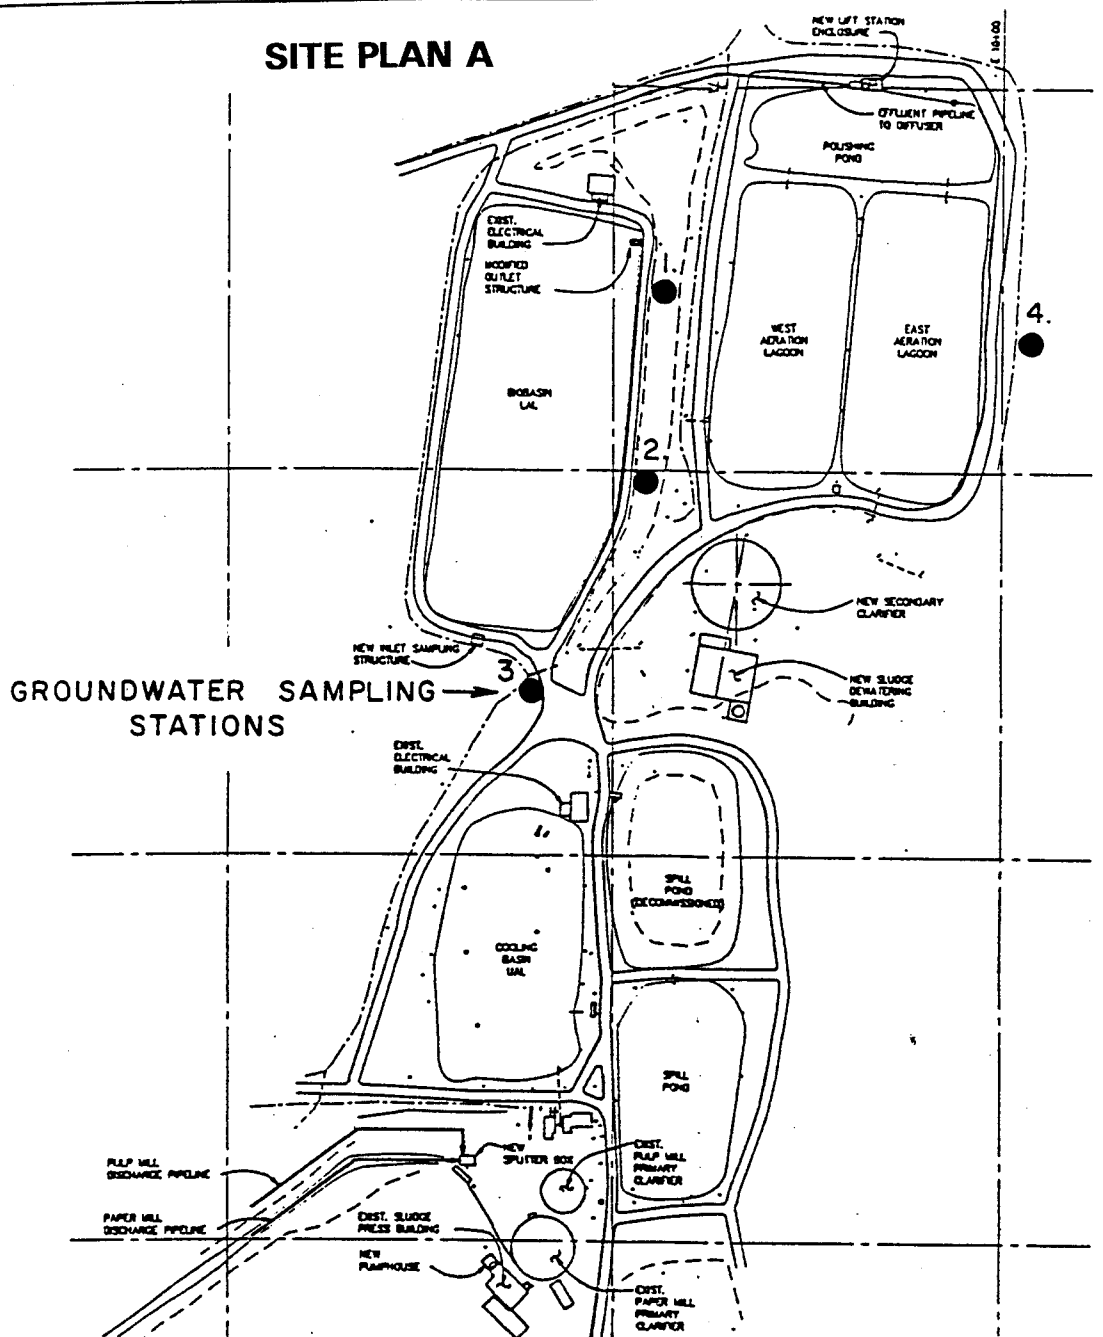 SITE PLAN A
NEW LIFT STATION
ENCLOSURE
E 10+00
EFFLUENT PIPELINE
TO DIFFUSER
POLISHING
POND
EXIST.
ELECTRICAL
BUILDING
MODIFIED
OUTLET
STRUCTURE
1.
4.
WEST
AERATION
LAGOON
EAST
AERATION
LAGOON
BIOBASIN
2.
NEW SECONDARY
CLARIFIER
NEW INLET SAMPLING
STRUCTURE
3
NEW SLUDGE
DEWATERING
BUILDING
GROUNDWATER SAMPLING
STATIONS
EXIST.
ELECTRICAL
BUILDING
SPILL
POND
(DECOMMISSIONED)
COOLING
BASIN
SPILL
POND
PULP MILL
DISCHARGE PIPELINE
NEW
SPLITTER BOX
EXIST.
PULP MILL
PRIMARY
CLARIFIER
PAPER MILL
DISCHARGE PIPELINE
EXIST. SLUDGE
PRESS BUILDING
NEW
PUMPHOUSE
EXIST.
PAPER MILL
PRIMARY
CLARIFIER